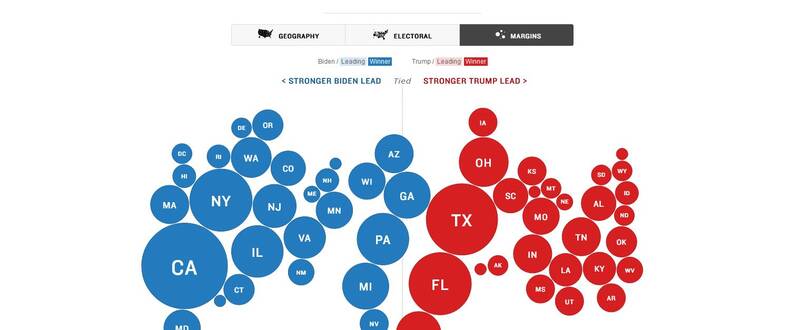 GEOGRAPHY ELECTORAL MARGINS
Biden / Leading Winner Trump / Leading Winner
< STRONGER BIDEN LEAD Tied STRONGER TRUMP LEAD >
IA
DE OR
DC RI WA AZ OH
CO KS SD WY
HI NH WI MT
MA NY ME GA SC NE AL ID
NJ MN TX MO ND
VA PA TN OK
IL IN
CA NM AK LA KY WV
CT MI FL MS UT AR
MD NV